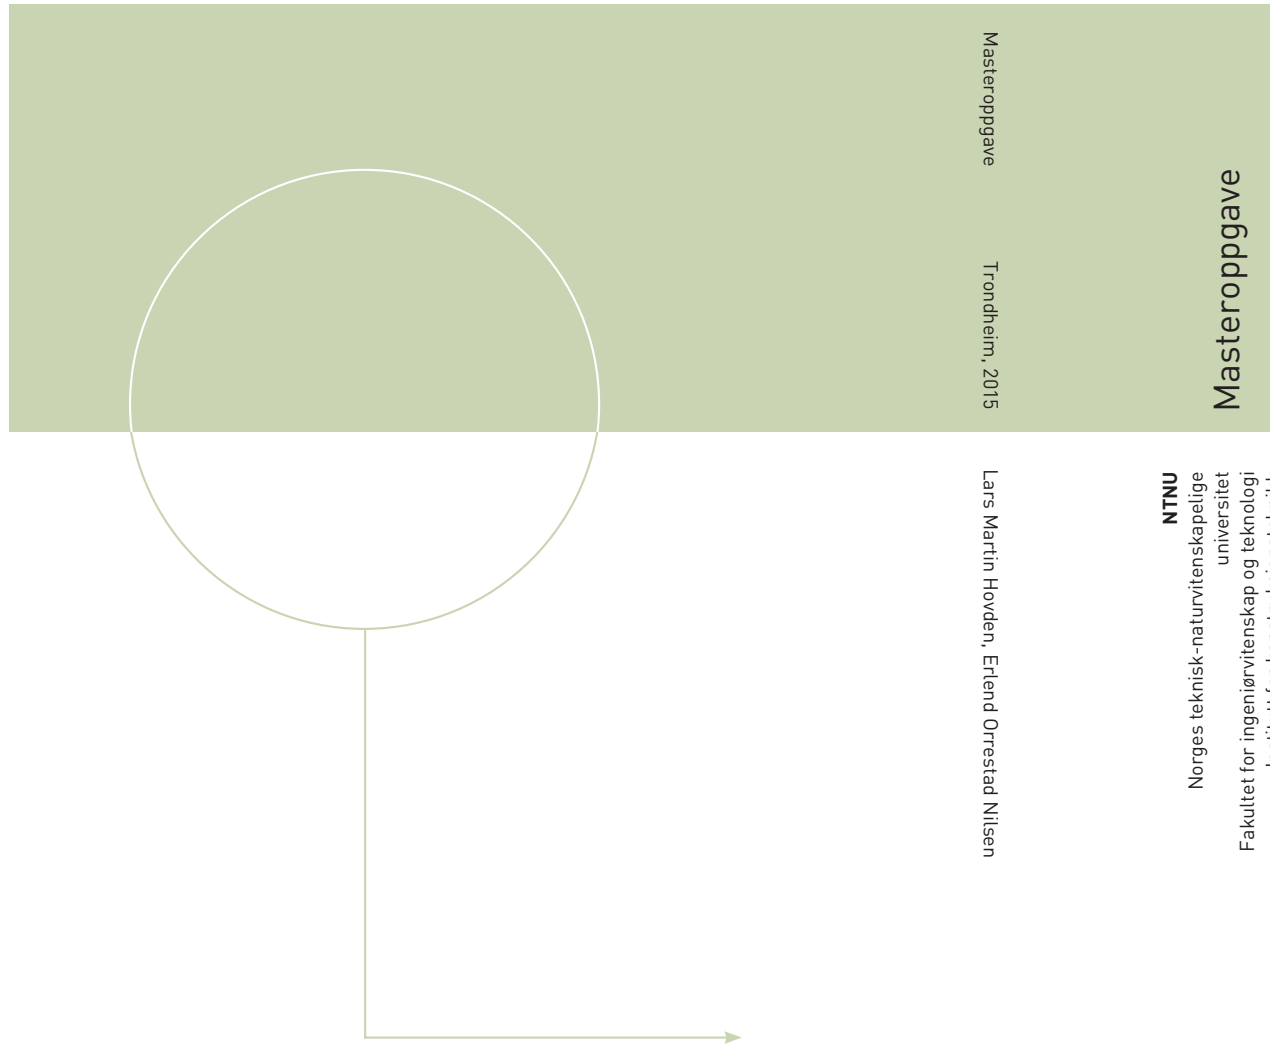 Masteroppgave
Trondheim, 2015
Lars Martin Hovden, Erlend Orrestad Nilsen
Masteroppgave
NTNU
Norges teknisk-naturvitenskapelige
universitet
Fakultet for ingeniørvitenskap og teknologi